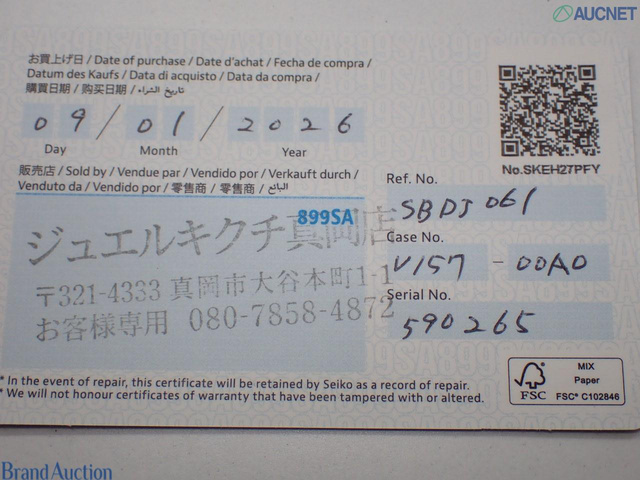 AUCNET
お買上げ日 / Date of purchase / Date d'achat / Fecha de compra /
Datum des Kaufs / Data di acquisto / Data da compra /
購買日期 / 购买日期 / تاريخ الشراء
09 / 01 / 2026
Day Month Year
No.SKEH27PFY
販売店 / Sold by / Vendue par / Vendido por / Verkauft durch /
Venduto da / Vendido por / 零售商 / 零售商 / البائع
899SA
ジュエルキクチ真岡店
〒321-4333 真岡市大谷本町1-1
お客様専用 080-7858-4872
Ref. No.
SBDJ061
Case No.
V157-00A0
Serial No.
590265
* In the event of repair, this certificate will be retained by Seiko as a record of repair.
* We will not honour certificates of warranty that have been tampered with or altered.
FSC
MIX
Paper
FSC® C102846
Brand Auction